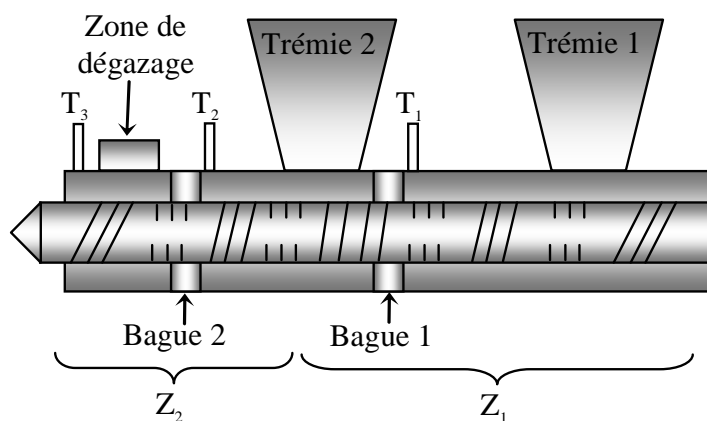 Zone de
dégazage
Trémie 2
Trémie 1
T3
T2
T1
Bague 2
Bague 1
Z2
Z1